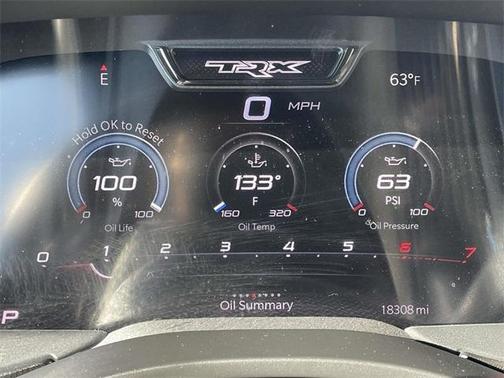 TRX
E
63°F
0 MPH
Hold OK to Reset
100
%
0 100
Oil Life
133°
F
160 320
Oil Temp
63
PSI
0 100
Oil Pressure
0 1 2 3 4 5 6 7
P
Oil Summary
18308 mi